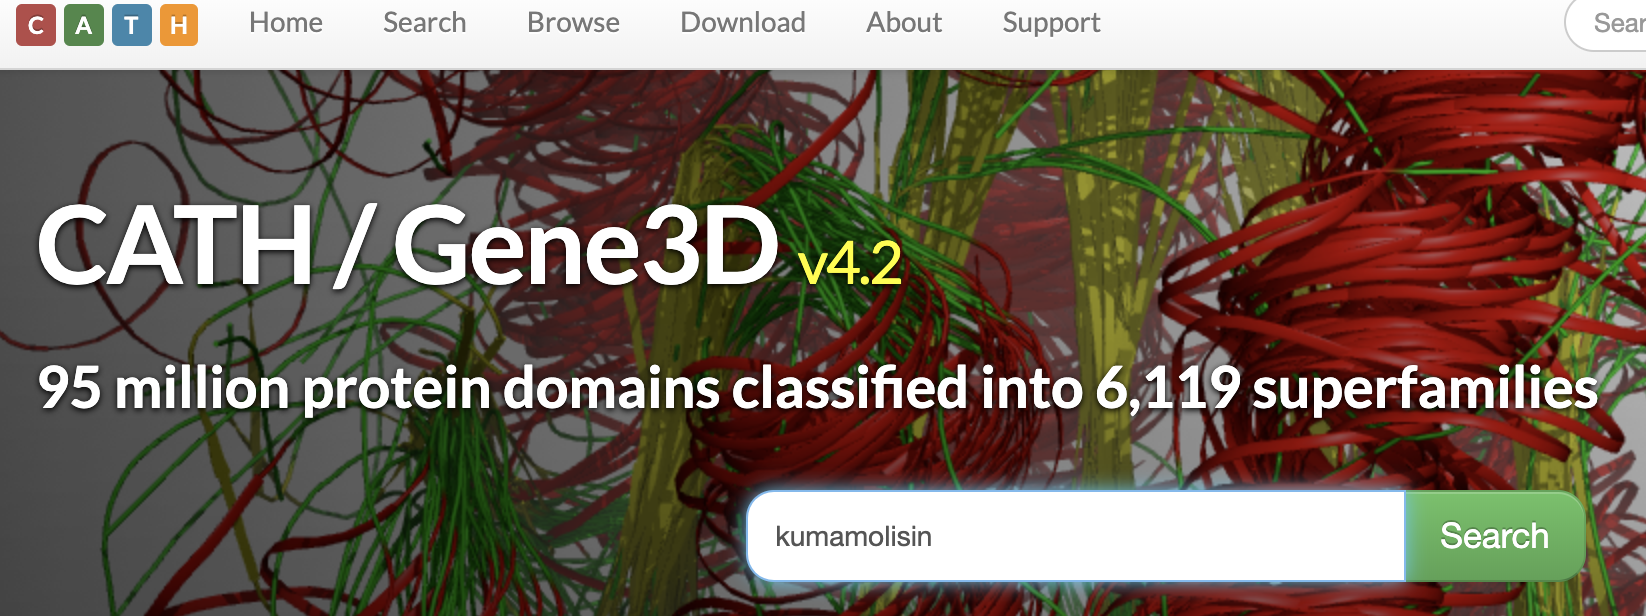 C A T H Home Search Browse Download About Support Sear
CATH / Gene3D v4.2
95 million protein domains classified into 6,119 superfamilies
kumamolisin Search